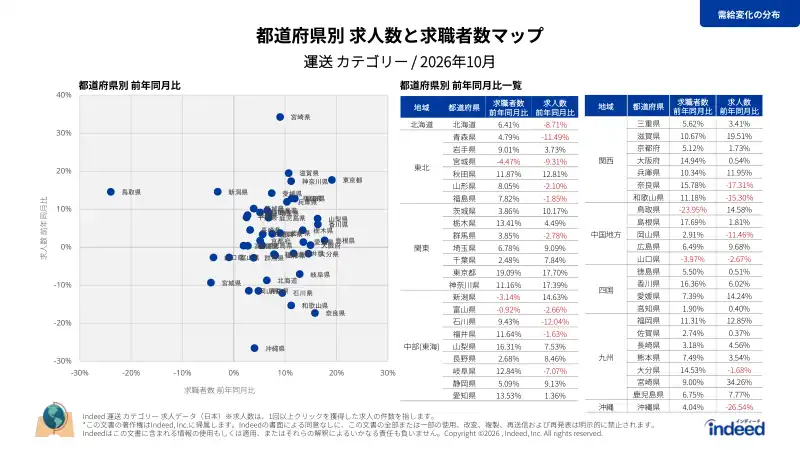 需給変化の分布
都道府県別 求人数と求職者数マップ
運送 カテゴリー / 2026年10月
都道府県別 前年同月比
40%
30%
20%
10%
0%
-10%
-20%
-30%
-30%
-20%
-10%
0%
10%
20%
30%
求人数 前年同月比
求職者数 前年同月比
宮崎県
滋賀県
神奈川県
東京都
鳥取県
新潟県
愛媛県
兵庫県
鹿児島県
山梨県
香川県
栃木県
島根県
大阪府
京都府
大分県
岐阜県
北海道
宮城県
石川県
和歌山県
奈良県
沖縄県
都道府県別 前年同月比一覧
地域 都道府県 求職者数 前年同月比 求人数 前年同月比
北海道 北海道 6.41% -8.71%
東北 青森県 4.79% -11.49%
岩手県 9.01% 3.73%
宮城県 -4.47% -9.31%
秋田県 11.87% 12.81%
山形県 8.05% -2.10%
福島県 7.82% -1.85%
関東 茨城県 3.86% 10.17%
栃木県 13.41% 4.49%
群馬県 3.85% -2.78%
埼玉県 6.78% 9.09%
千葉県 2.48% 7.84%
東京都 19.09% 17.70%
神奈川県 11.16% 17.39%
中部(東海) 新潟県 -3.14% 14.63%
富山県 -0.92% -2.66%
石川県 9.43% -12.04%
福井県 11.64% -1.63%
山梨県 16.31% 7.53%
長野県 2.68% 8.46%
岐阜県 12.84% -7.07%
静岡県 5.09% 9.13%
愛知県 13.53% 1.36%
地域 都道府県 求職者数 前年同月比 求人数 前年同月比
関西 三重県 5.62% 3.41%
滋賀県 10.67% 19.51%
京都府 5.12% 1.73%
大阪府 14.94% 0.54%
兵庫県 10.34% 11.95%
奈良県 15.78% -17.31%
和歌山県 11.18% -15.30%
中国地方 鳥取県 -23.95% 14.58%
島根県 17.69% 1.81%
岡山県 2.91% -11.46%
広島県 6.49% 9.68%
山口県 -3.97% -2.67%
四国 徳島県 5.50% 0.51%
香川県 16.36% 6.02%
愛媛県 7.39% 14.24%
高知県 1.90% 0.40%
九州 福岡県 11.31% 12.85%
佐賀県 2.74% 0.37%
長崎県 3.18% 4.56%
熊本県 7.49% 3.54%
大分県 14.53% -1.68%
宮崎県 9.00% 34.26%
鹿児島県 6.75% 7.77%
沖縄 沖縄県 4.04% -26.54%
Indeed 運送 カテゴリー 求人データ（日本）※求人数は、1回以上クリックを獲得した求人の件数を指します。
*この文書の著作権はIndeed, Inc.に帰属します。Indeedの書面による同意なしに、この文書の全部または一部の使用、改変、複製、再送信および再発表は明示的に禁止されます。
Indeedはこの文書に含まれる情報の使用もしくは適用、またはそれらの解釈によるいかなる責任も負いません。Copyright ©2026 , Indeed, Inc. All rights reserved.
インディード
indeed